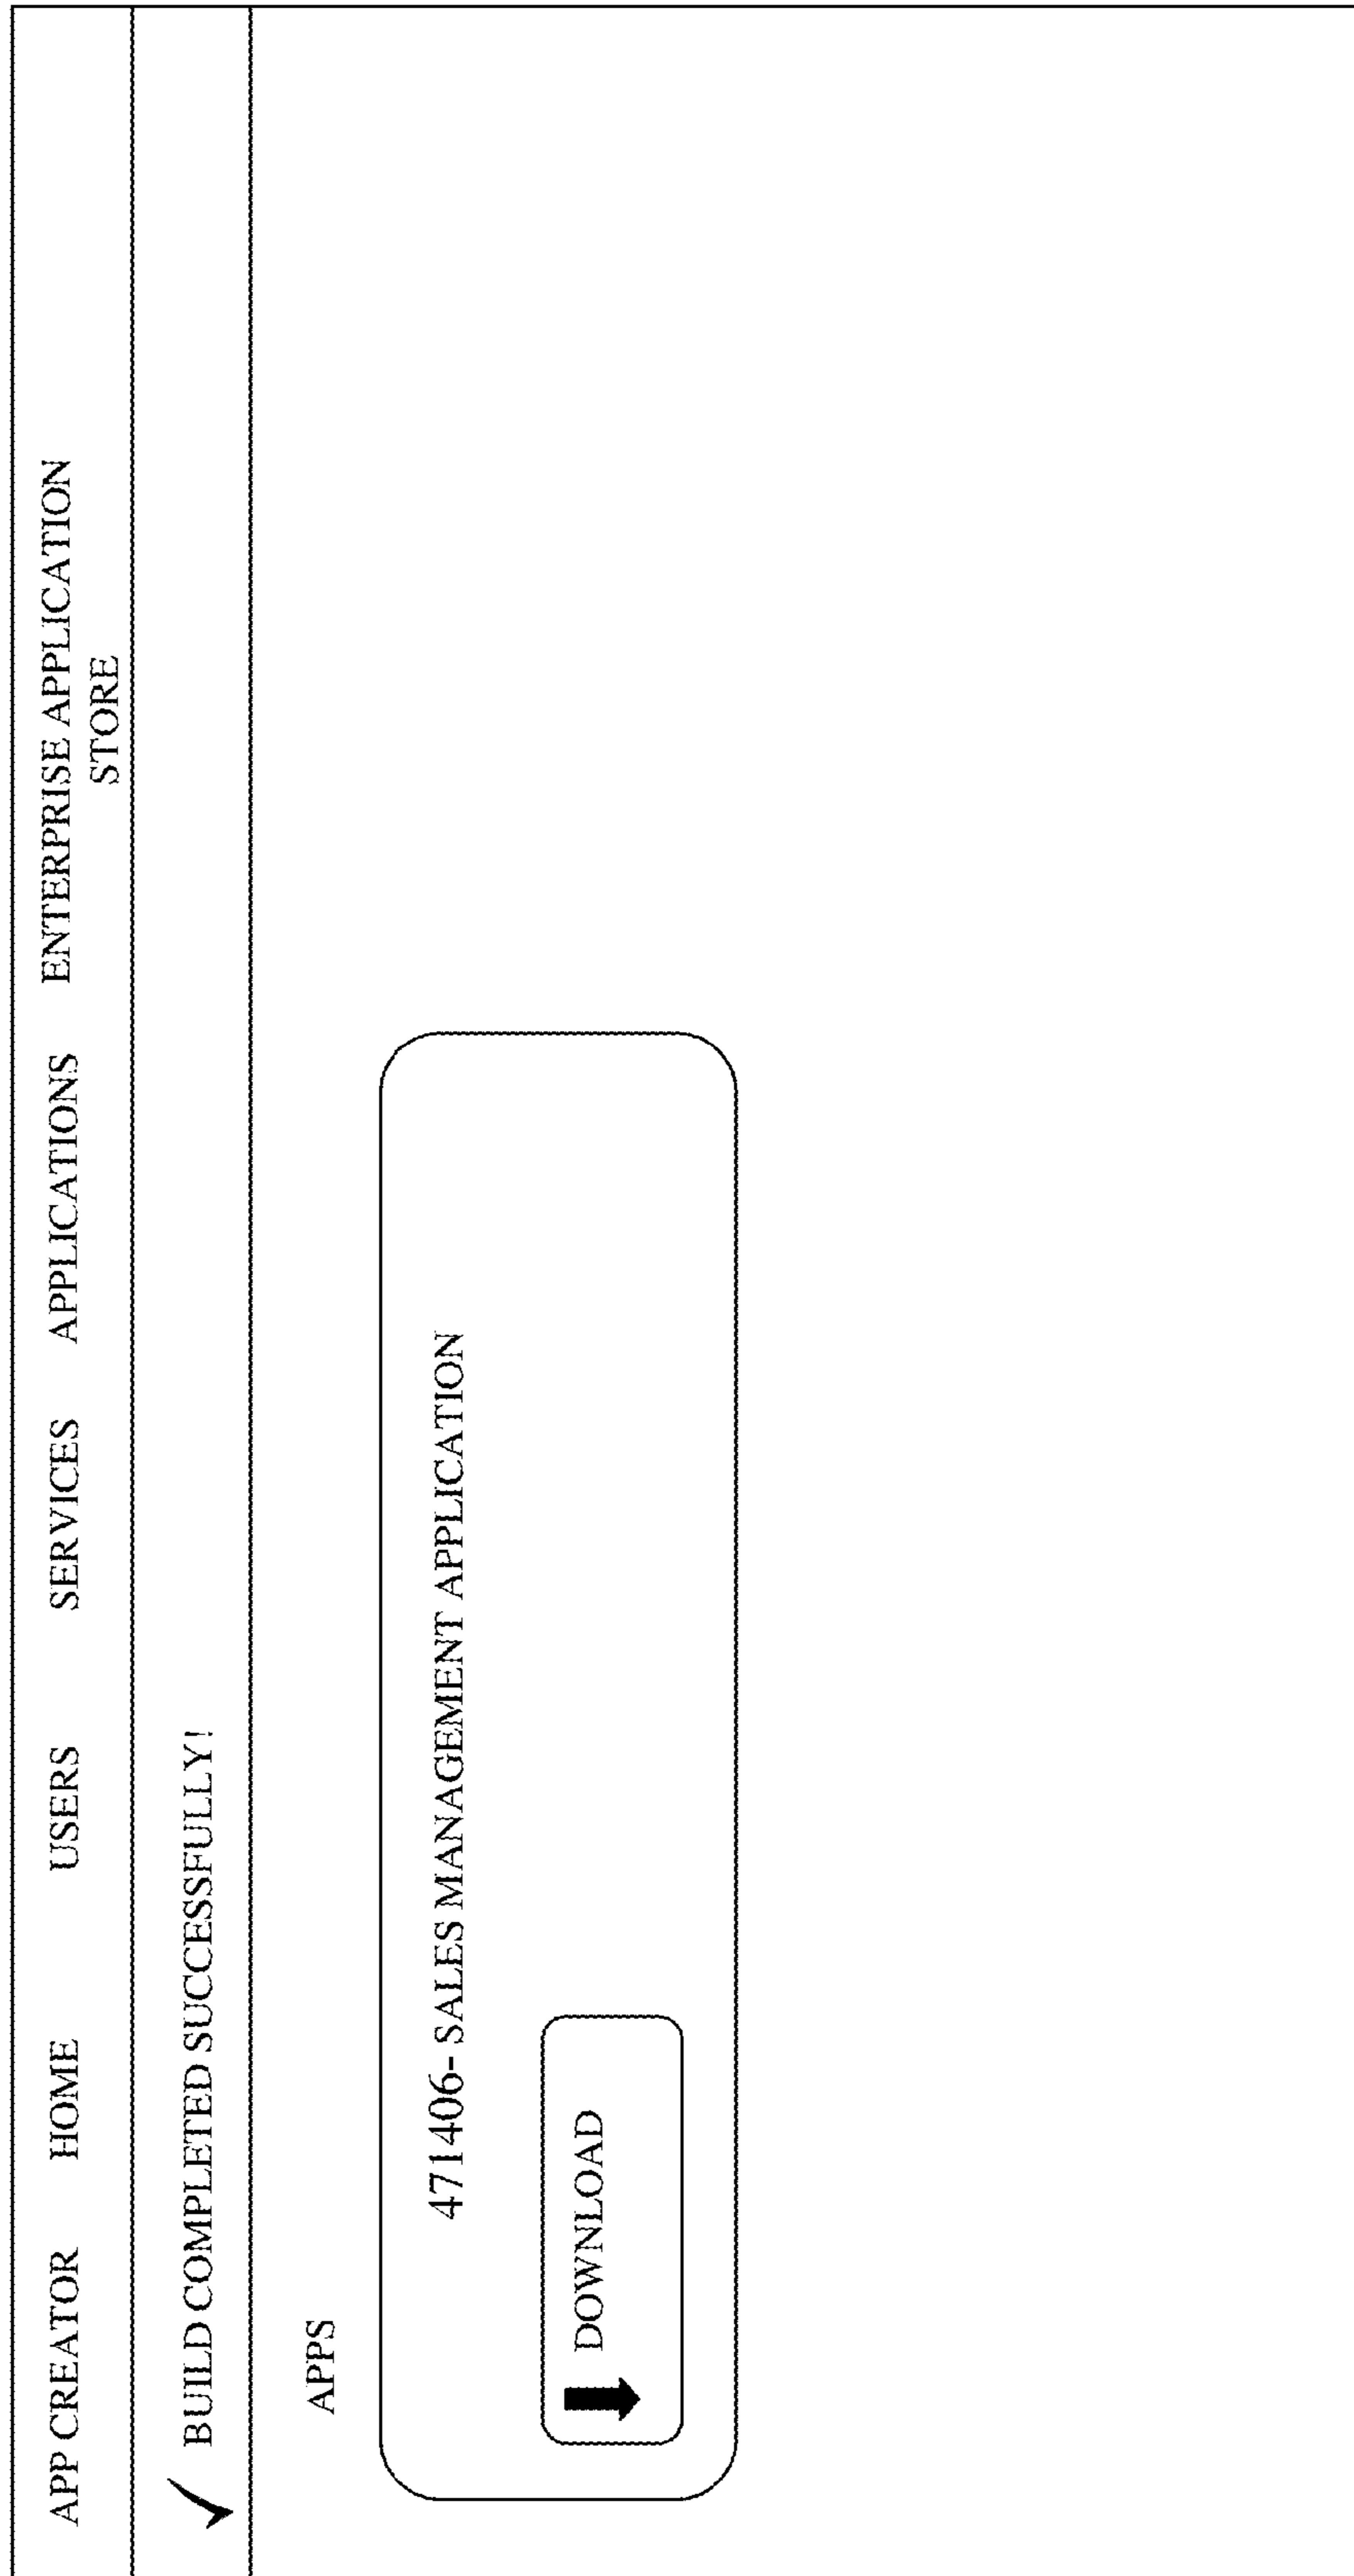 APP CREATOR HOME USERS SERVICES APPLICATIONS ENTERPRISE APPLICATION
STORE
BUILD COMPLETED SUCCESSFULLY!
APPS
471406- SALES MANAGEMENT APPLICATION
DOWNLOAD